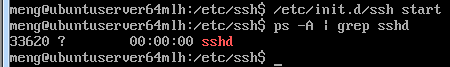 meng@ubuntuserver64mlh:/etc/ssh$ /etc/init.d/ssh start
meng@ubuntuserver64mlh:/etc/ssh$ ps -A | grep sshd
33620 ?        00:00:00 sshd
meng@ubuntuserver64mlh:/etc/ssh$ _